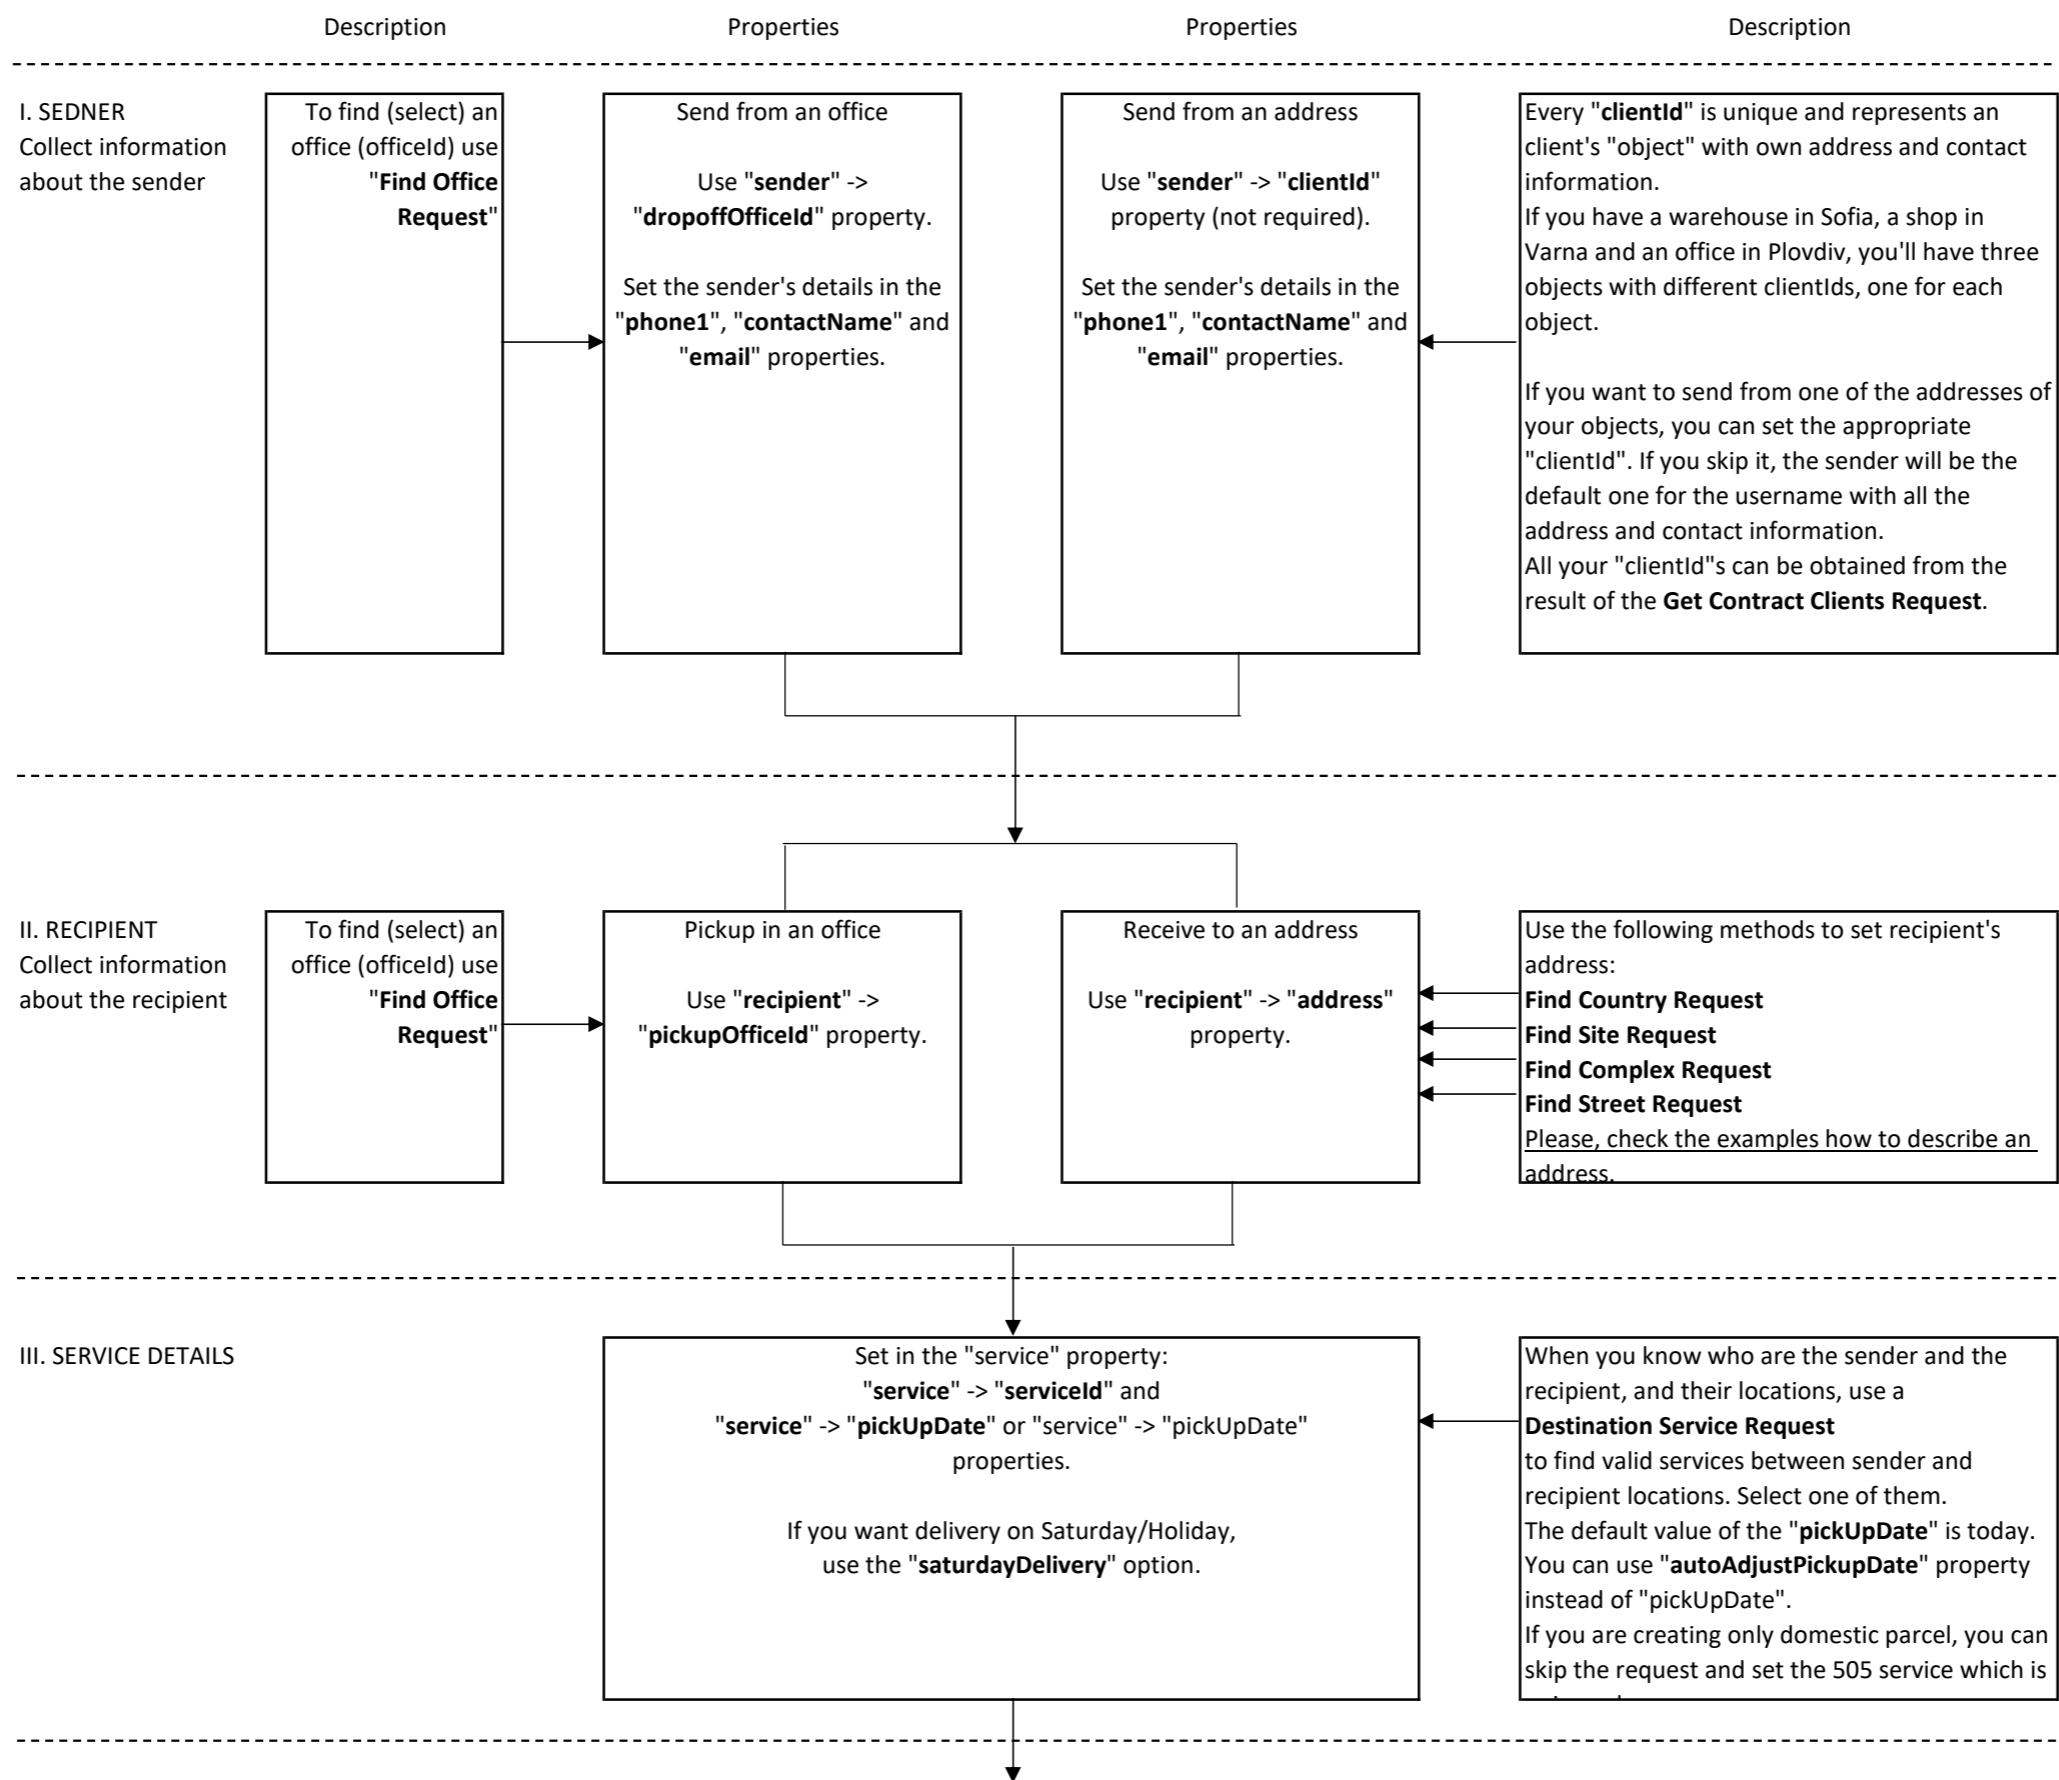 Description
Properties
Properties
Description
I. SEDNER
Collect information
about the sender
To find (select) an
office (officeId) use
"Find Office
Request"
Send from an office
Use "sender" ->
"dropoffOfficeId" property.
Set the sender's details in the
"phone1", "contactName" and
"email" properties.
Send from an address
Use "sender" -> "clientId"
property (not required).
Set the sender's details in the
"phone1", "contactName" and
"email" properties.
Every "clientId" is unique and represents an
client's "object" with own address and contact
information.
If you have a warehouse in Sofia, a shop in
Varna and an office in Plovdiv, you'll have three
objects with different clientIds, one for each
object.
If you want to send from one of the addresses of
your objects, you can set the appropriate
"clientId". If you skip it, the sender will be the
default one for the username with all the
address and contact information.
All your "clientId"s can be obtained from the
result of the Get Contract Clients Request.
II. RECIPIENT
Collect information
about the recipient
To find (select) an
office (officeId) use
"Find Office
Request"
Pickup in an office
Use "recipient" ->
"pickupOfficeId" property.
Receive to an address
Use "recipient" -> "address"
property.
Use the following methods to set recipient's
address:
Find Country Request
Find Site Request
Find Complex Request
Find Street Request
Please, check the examples how to describe an
address.
III. SERVICE DETAILS
Set in the "service" property:
"service" -> "serviceId" and
"service" -> "pickUpDate" or "service" -> "pickUpDate"
properties.
If you want delivery on Saturday/Holiday,
use the "saturdayDelivery" option.
When you know who are the sender and the
recipient, and their locations, use a
Destination Service Request
to find valid services between sender and
recipient locations. Select one of them.
The default value of the "pickUpDate" is today.
You can use "autoAdjustPickupDate" property
instead of "pickUpDate".
If you are creating only domestic parcel, you can
skip the request and set the 505 service which is